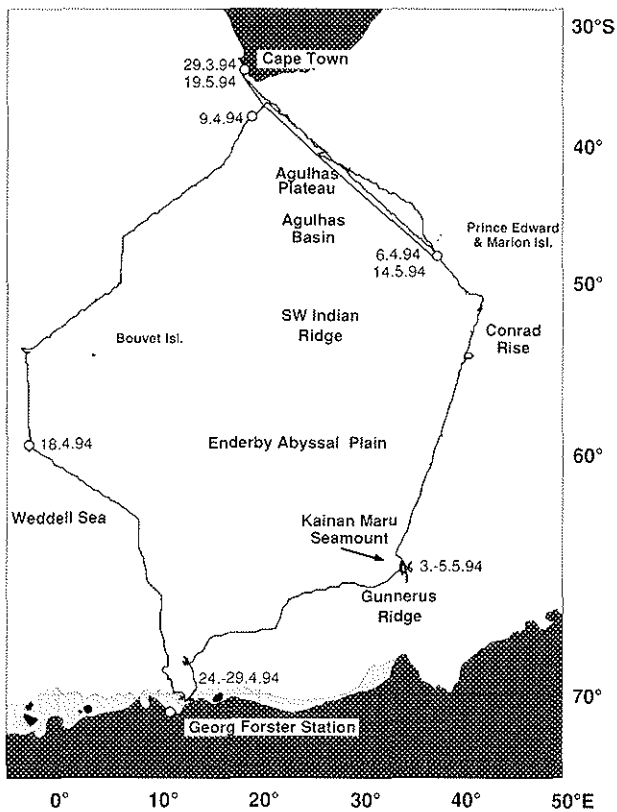 30°S
Cape Town
29.3.94
19.5.94
9.4.94
40°
Agulhas
Plateau
Agulhas
Basin
Prince Edward
& Marion Isl.
6.4.94
14.5.94
50°
SW Indian
Ridge
Conrad
Rise
Bouvet Isl.
18.4.94
Enderby Abyssal Plain
60°
Weddell Sea
Kainan Maru
Seamount
3.-5.5.94
Gunnerus
Ridge
24.-29.4.94
70°
Georg Forster Station
0° 10° 20° 30° 40° 50°E